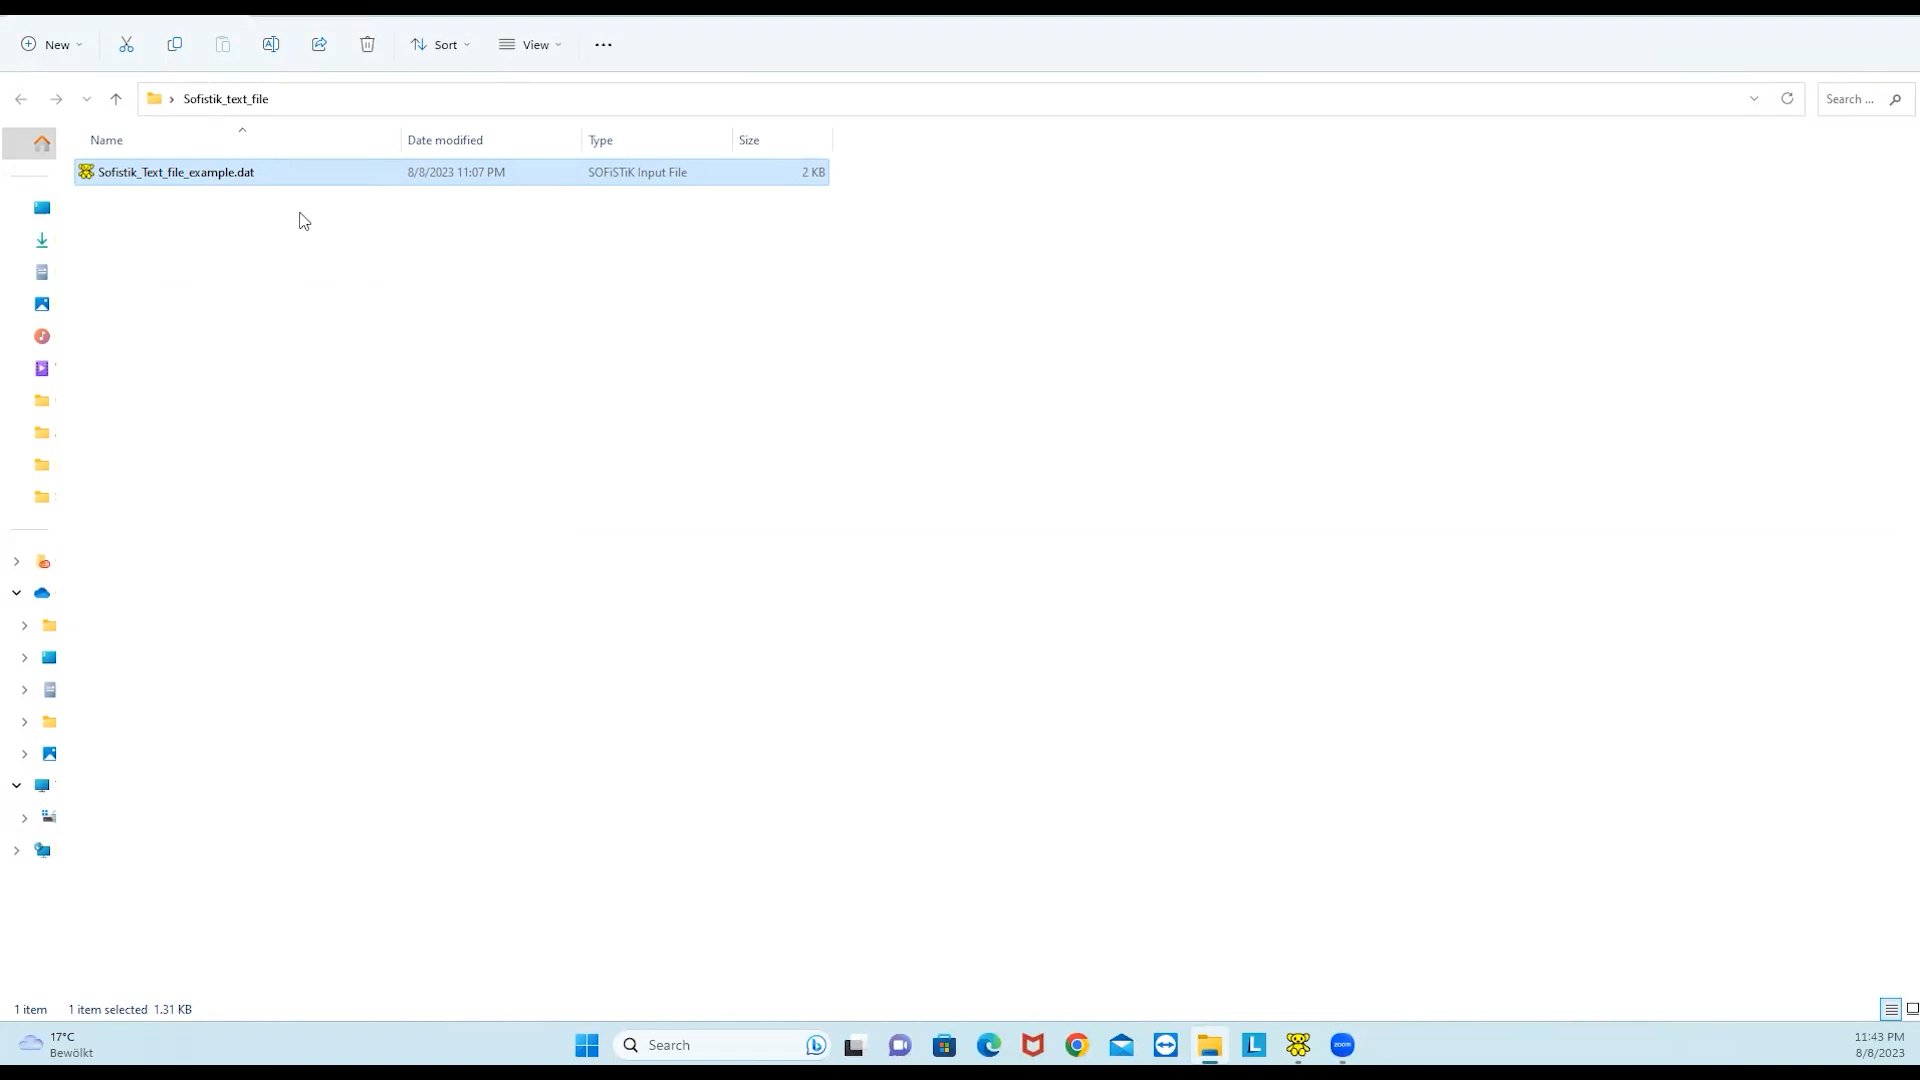 New
Sort
View
Sofistik_text_file
Search ...
Name
Date modified
Type
Size
Sofistik_Text_file_example.dat
8/8/2023 11:07 PM
SOFiSTiK Input File
2 KB
1 item
1 item selected 1.31 KB
17°C
Bewölkt
Search
zoom
11:43 PM
8/8/2023